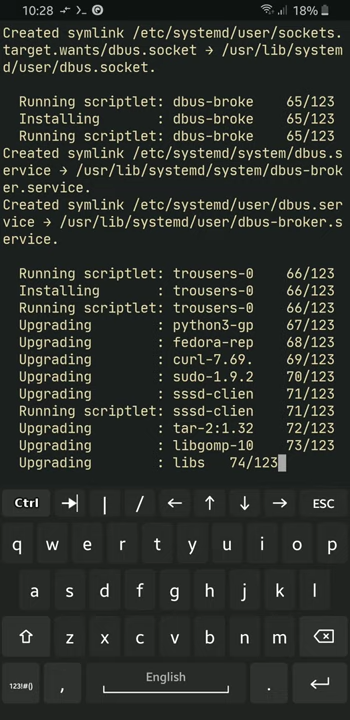 10:28 18%
Created symlink /etc/systemd/user/sockets.
target.wants/dbus.socket → /usr/lib/system
d/user/dbus.socket.
Running scriptlet: dbus-broke 65/123
Installing : dbus-broke 65/123
Running scriptlet: dbus-broke 65/123
Created symlink /etc/systemd/system/dbus.s
ervice → /usr/lib/systemd/system/dbus-brok
er.service.
Created symlink /etc/systemd/user/dbus.ser
vice → /usr/lib/systemd/user/dbus-broker.s
ervice.
Running scriptlet: trousers-0 66/123
Installing : trousers-0 66/123
Running scriptlet: trousers-0 66/123
Upgrading : python3-gp 67/123
Upgrading : fedora-rep 68/123
Upgrading : curl-7.69. 69/123
Upgrading : sudo-1.9.2 70/123
Upgrading : sssd-clien 71/123
Running scriptlet: sssd-clien 71/123
Upgrading : tar-2:1.32 72/123
Upgrading : libgomp-10 73/123
Upgrading : libs 74/123
Ctrl | / ← ↑ ↓ → ESC
q w e r t y u i o p
a s d f g h j k l
z x c v b n m
123!#() , English .